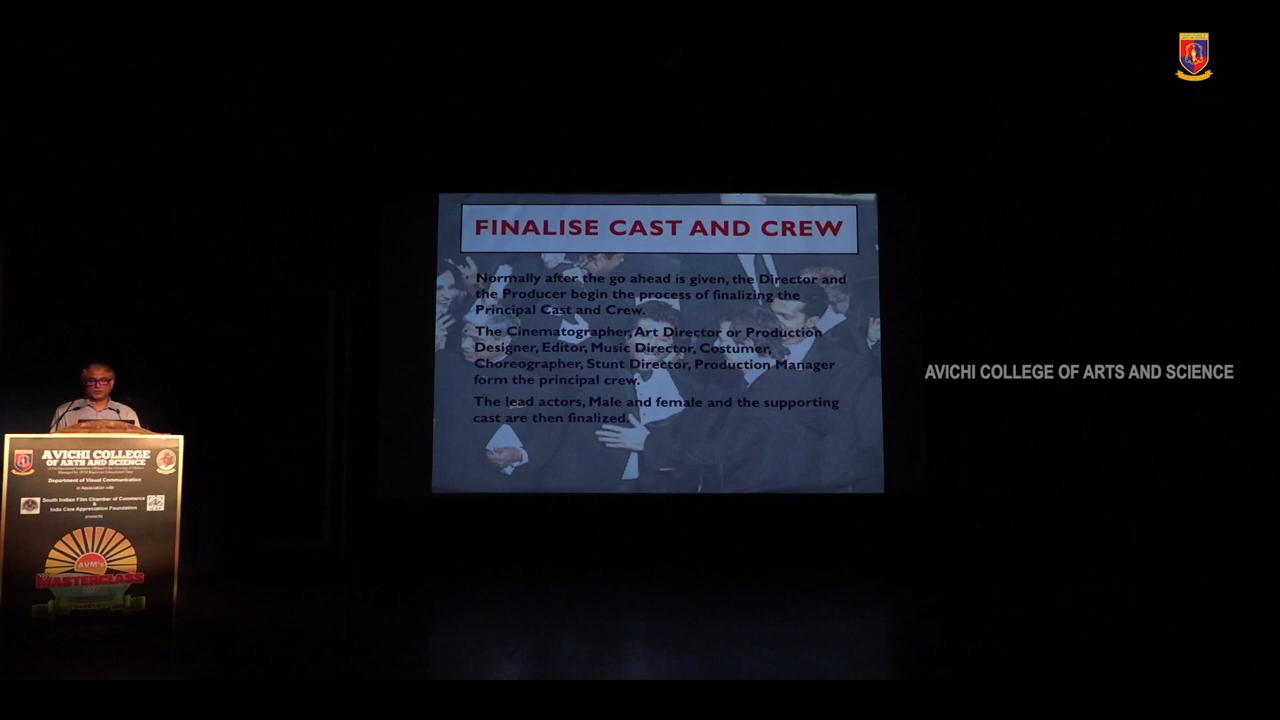 FINALISE CAST AND CREW
Normally after the go ahead is given, the Director and
the Producer begin the process of finalizing the
Principal Cast and Crew.
The Cinematographer, Art Director or Production
Designer, Editor, Music Director, Costumer,
Choreographer, Stunt Director, Production Manager
form the principal crew.
The lead actors, Male and female and the supporting
cast are then finalized.
AVICHI COLLEGE OF ARTS AND SCIENCE
AVICHI COLLEGE
OF ARTS AND SCIENCE
Department of Visual Communication
in Association with
South Indian Film Chamber of Commerce
&
Indo Cine Appreciation Foundation
presents
AVM's
MASTERCLASS